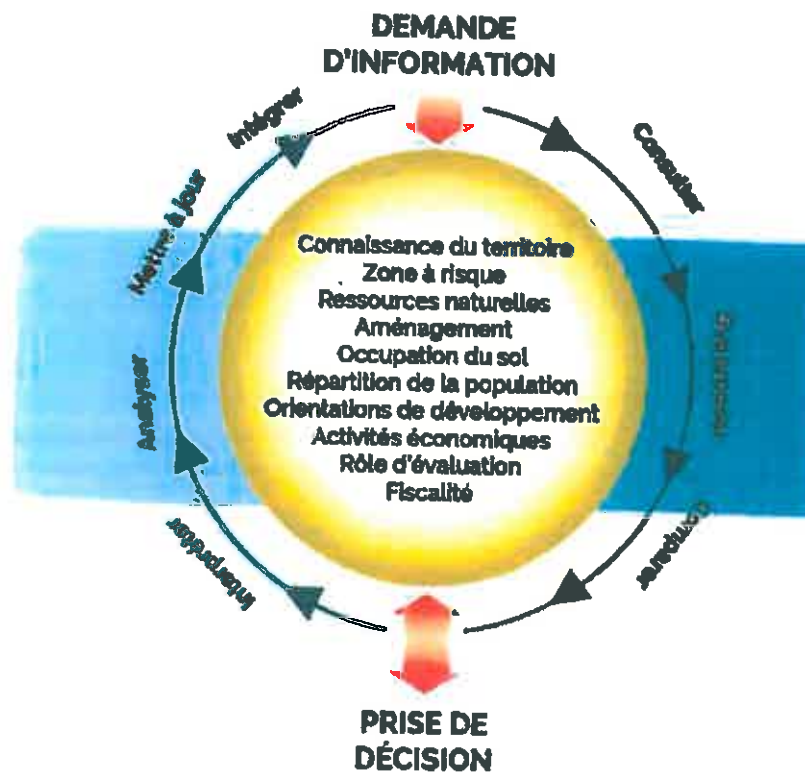 DEMANDE
D'INFORMATION
Intégrer
Consulter
Mettre à jour
Connaissance du territoire
Zone à risque
Ressources naturelles
Aménagement
Occupation du sol
Répartition de la population
Orientations de développement
Activités économiques
Rôle d'évaluation
Fiscalité
Analyser
Interpréter
Comparer
PRISE DE
DÉCISION